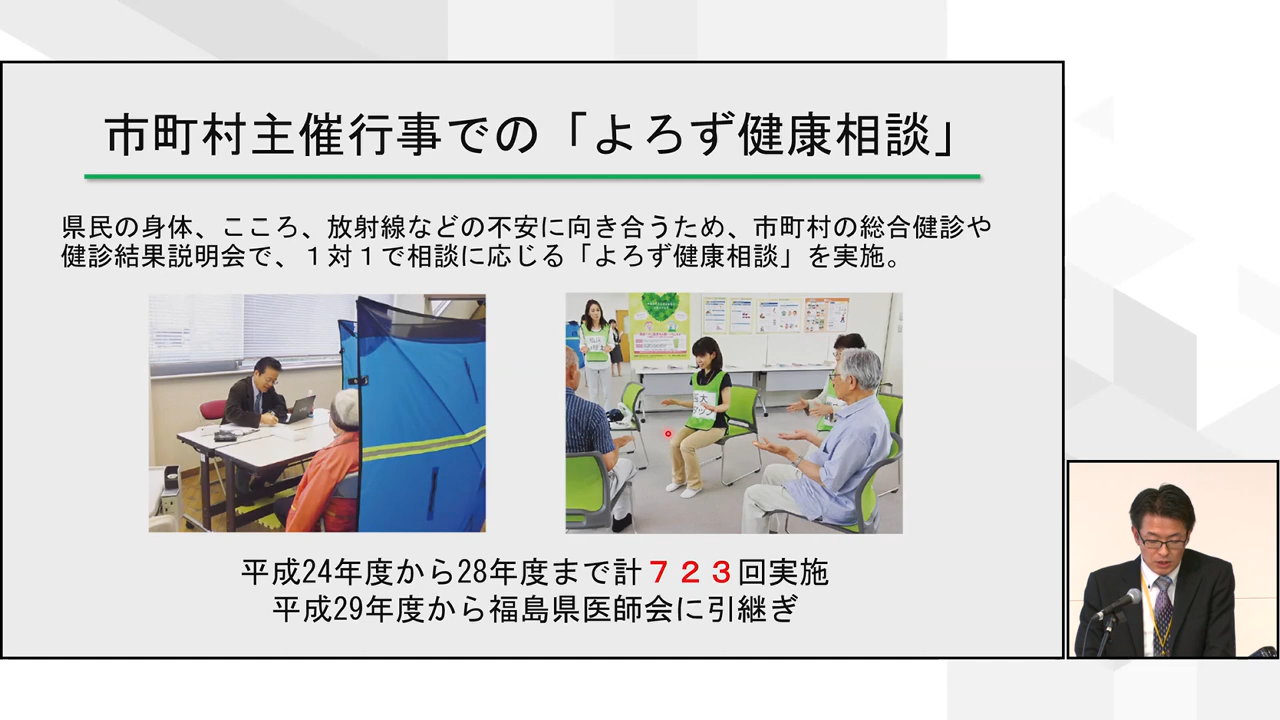 市町村主催行事での「よろず健康相談」
県民の身体、こころ、放射線などの不安に向き合うため、市町村の総合健診や
健診結果説明会で、１対１で相談に応じる「よろず健康相談」を実施。
平成24年度から28年度まで計７２３回実施
平成29年度から福島県医師会に引継ぎ